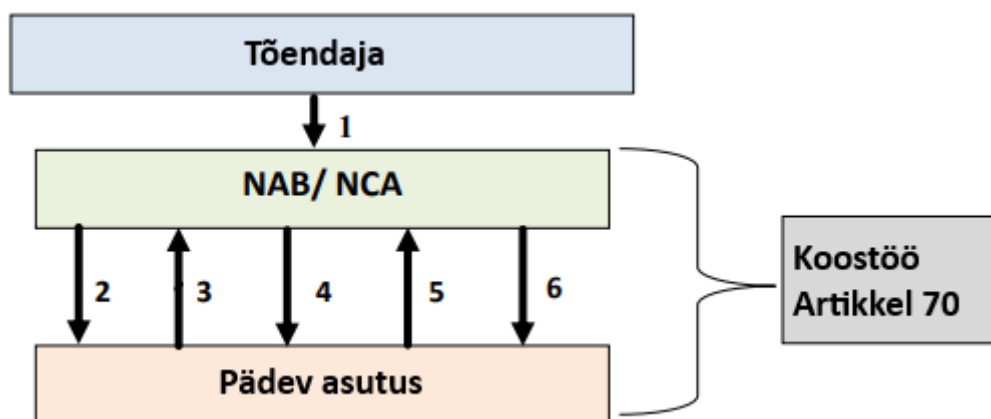 Tõendaja
1
NAB/ NCA
2
3
4
5
6
Koostöö
Artikkel 70
Pädev asutus